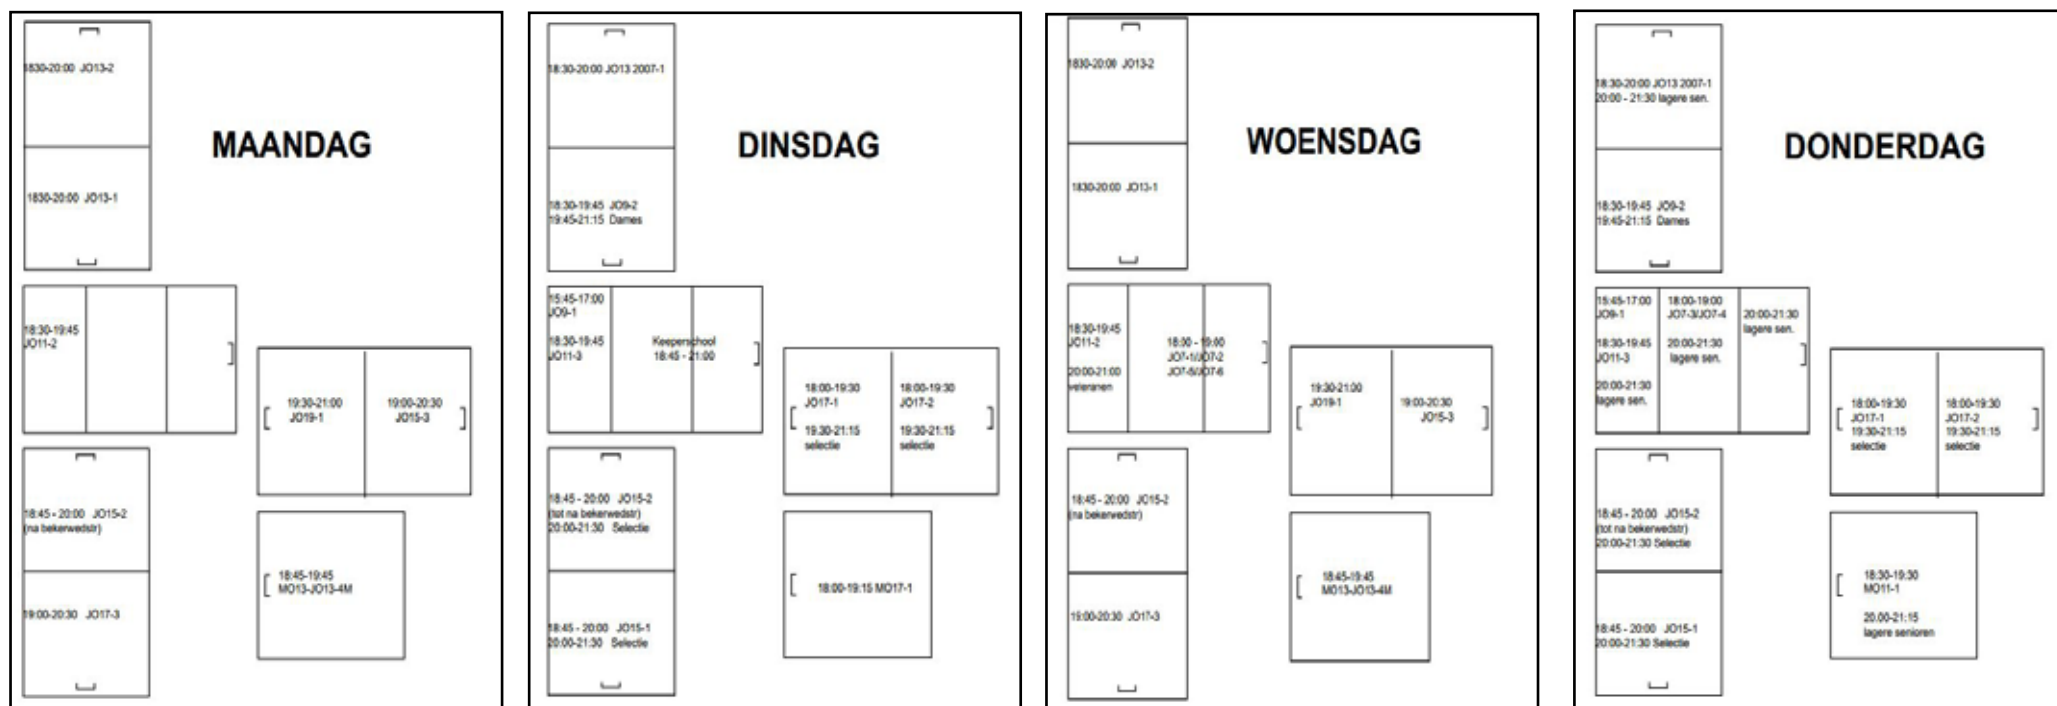 MAANDAG
1830-20:00 JO13-2
1830-20:00 JO13-1
18:30-19:45
JO11-2
19:30-21:00
JO19-1
19:00-20:30
JO15-3
18:45 - 20:00 JO15-2
(na bekerwedstr)
19:00-20:30 JO17-3
18:45-19:45
MO13-JO13-4M
DINSDAG
18:30-20:00 JO13 2007-1
18:30-19:45 JO9-2
19:45-21:15 Dames
15:45-17:00
JO9-1
18:30-19:45
JO11-3
Keeperschool
18:45 - 21:00
18:00-19:30
JO17-1
19:30-21:15
selectie
18:00-19:30
JO17-2
19:30-21:15
selectie
18:45 - 20:00 JO15-2
(tot na bekerwedstr)
20:00-21:30 Selectie
18:45 - 20:00 JO15-1
20:00-21:30 Selectie
18:00-19:15 MO17-1
WOENSDAG
1830-20:00 JO13-2
1830-20:00 JO13-1
18:30-19:45
JO11-2
20:00-21:00
veteranen
18:00 - 19:00
JO7-1/JO7-2
JO7-5/JO7-6
19:30-21:00
JO19-1
19:00-20:30
JO15-3
18:45 - 20:00 JO15-2
(na bekerwedstr)
19:00-20:30 JO17-3
18:45-19:45
MO13-JO13-4M
DONDERDAG
18:30-20:00 JO13 2007-1
20:00 - 21:30 lagere sen.
18:30-19:45 JO9-2
19:45-21:15 Dames
15:45-17:00
JO9-1
18:30-19:45
JO11-3
20:00-21:30
lagere sen.
18:00-19:00
JO7-3/JO7-4
20:00-21:30
lagere sen.
20:00-21:30
lagere sen.
18:00-19:30
JO17-1
19:30-21:15
selectie
18:00-19:30
JO17-2
19:30-21:15
selectie
18:45 - 20:00 JO15-2
(tot na bekerwedstr)
20:00-21:30 Selectie
18:45 - 20:00 JO15-1
20:00-21:30 Selectie
18:30-19:30
MO11-1
20.00-21:15
lagere senioren